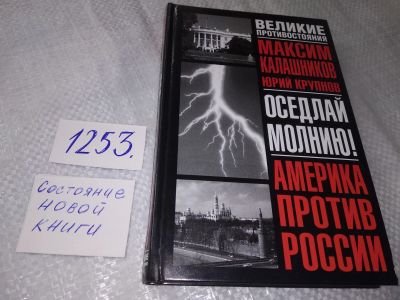 ВЕЛИКИЕ
ПРОТИВОСТОЯНИЯ
МАКСИМ
КАЛАШНИКОВ
ЮРИЙ КРУПНОВ
ОСЕДЛАЙ
МОЛНИЮ!
АМЕРИКА
ПРОТИВ
РОССИИ
1253.
Состояние
новой
книги